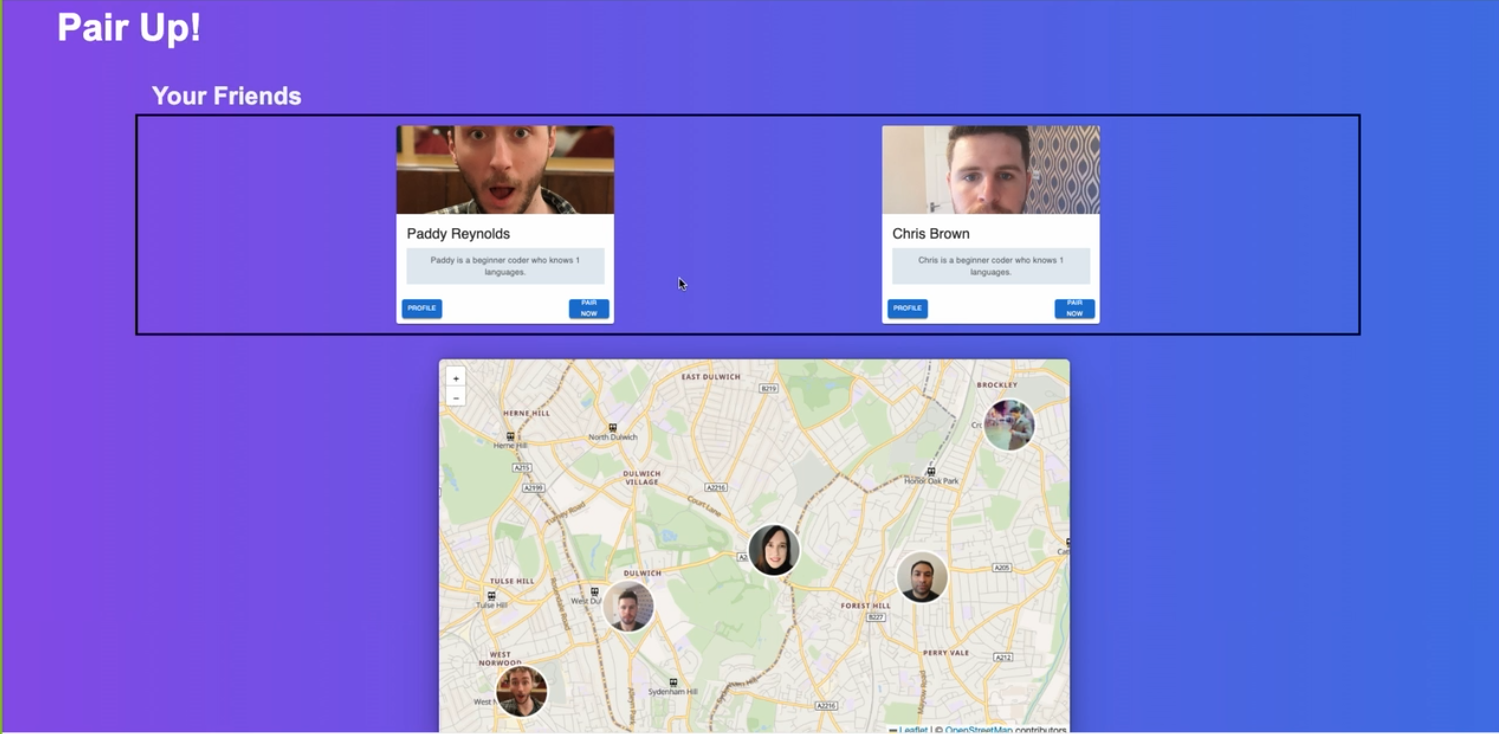 Pair Up!
Your Friends
Paddy Reynolds
Paddy is a beginner coder who knows 1
languages.
PROFILE
PAIR
NOW
Chris Brown
Chris is a beginner coder who knows 1
languages.
PROFILE
PAIR
NOW
+
−
EAST DULWICH
B219
BROCKLEY
HERNE HILL
North Dulwich
Herne Hill
A215
DULWICH
VILLAGE
Honor Oak Park
A2199
A2216
Court Lane
Turney Road
A205
DULWICH
TULSE HILL
West Dul
Tulse Hill
FOREST HILL
B227
WEST
NORWOOD
PERRY VALE
A212
Sydenham Hill
West N
Alleyn Park
A2216
Leaflet | © OpenStreetMap contributors